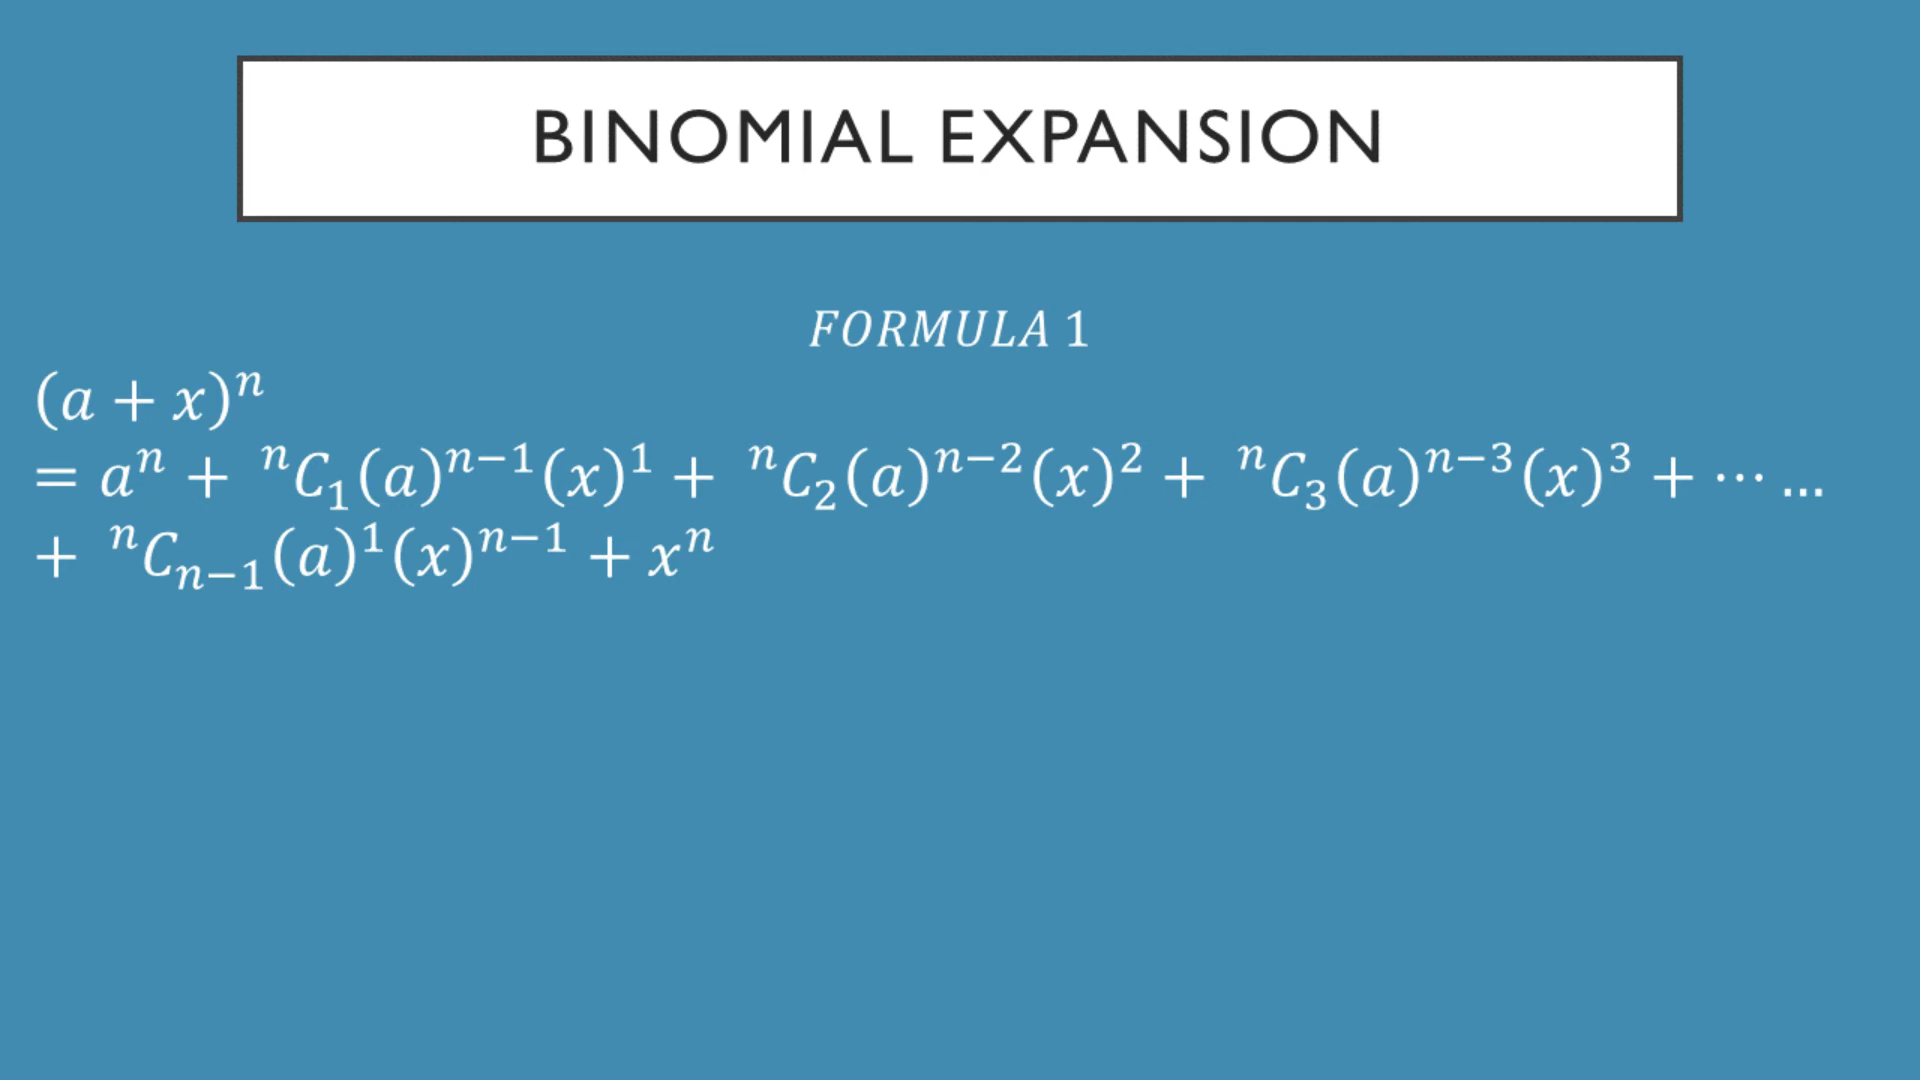 BINOMIAL EXPANSION
FORMULA 1
(a + x)ⁿ
= aⁿ + ⁿC₁(a)ⁿ⁻¹(x)¹ + ⁿC₂(a)ⁿ⁻²(x)² + ⁿC₃(a)ⁿ⁻³(x)³ + ⋯ …
+ ⁿCₙ₋₁(a)¹(x)ⁿ⁻¹ + xⁿ